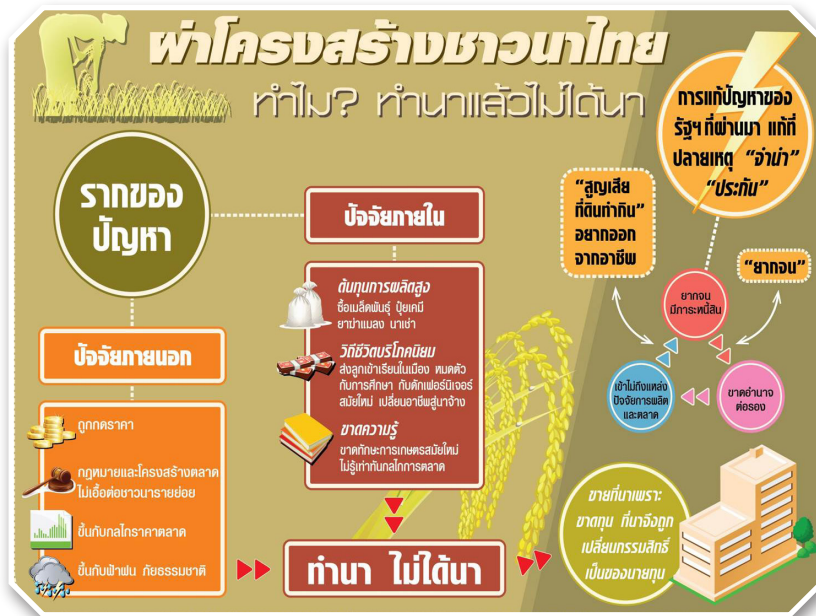 ผ่าโครงสร้างชาวนาไทย
ทำไม? ทำนาแล้วไม่ได้นา
การแก้ปัญหาของ
รัฐฯที่ผ่านมา แก้ที่
ปลายเหตุ “จำนำ”
“ประกัน”
รากของ
ปัญหา
ปัจจัยภายใน
ต้นทุนการผลิตสูง
ซื้อเมล็ดพันธุ์ ปุ๋ยเคมี
ยาฆ่าแมลง นาเช่า
วิถีชีวิตบริโภคนิยม
ส่งลูกเข้าเรียนในเมือง หมดตัว
กับการศึกษา กับดักเฟอร์นิเจอร์
สมัยใหม่ เปลี่ยนอาชีพสู่นาจ้าง
ขาดความรู้
ขาดทักษะการเกษตรสมัยใหม่
ไม่รู้เท่าทันกลไกการตลาด
ปัจจัยภายนอก
ถูกกดราคา
กฎหมายและโครงสร้างตลาด
ไม่เอื้อต่อชาวนารายย่อย
ขึ้นกับกลไกราคาตลาด
ขึ้นกับฟ้าฝน ภัยธรรมชาติ
ทำนา ไม่ได้นา
“สูญเสีย
ที่ดินทำกิน”
อยากออก
จากอาชีพ
“ยากจน”
ยากจน
มีภาระหนี้สิน
เข้าไม่ถึงแหล่ง
ปัจจัยการผลิต
และตลาด
ขาดอำนาจ
ต่อรอง
ขายที่นาเพราะ
ขาดทุน ที่นาจึงถูก
เปลี่ยนกรรมสิทธิ์
เป็นของนายทุน